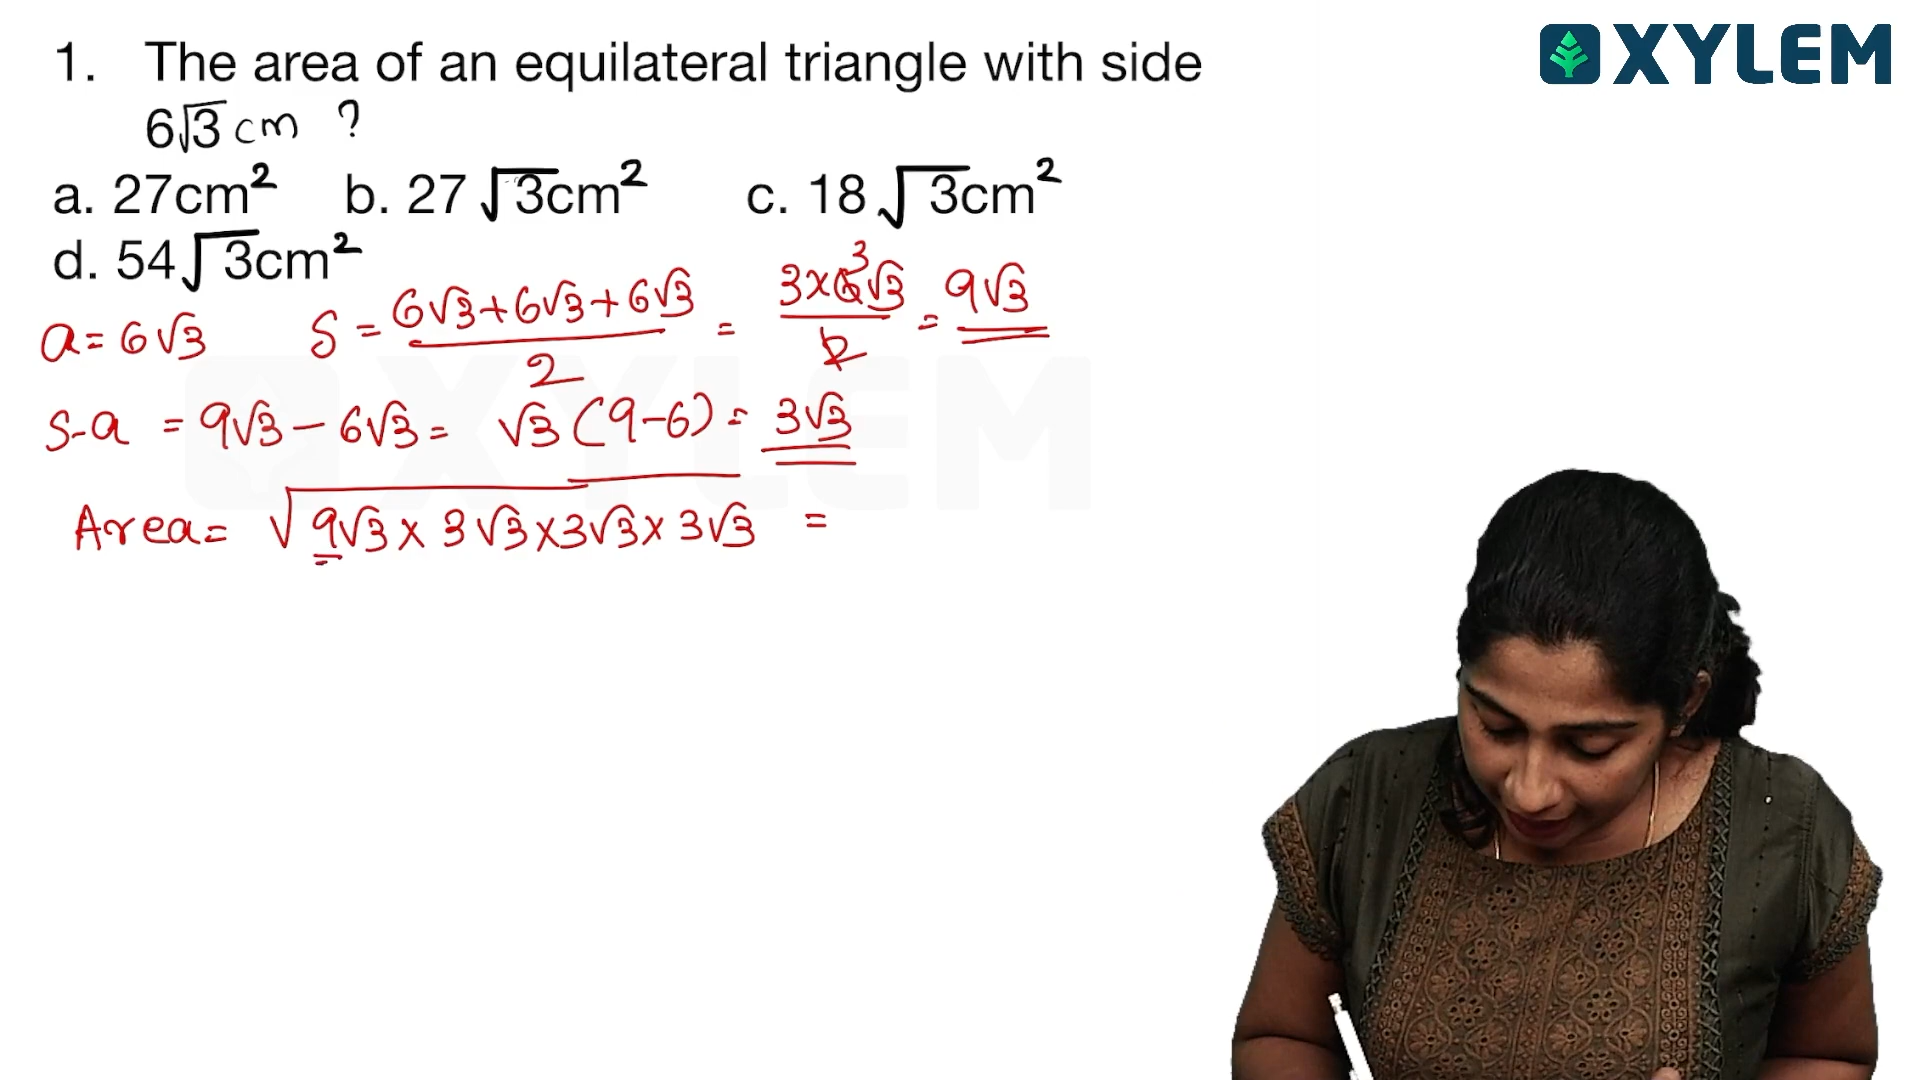 XYLEM
1. The area of an equilateral triangle with side
6√3 cm ?
a. 27cm² b. 27√3cm² c. 18√3cm²
d. 54√3cm²
a = 6√3 S = (6√3+6√3+6√3)/2 = (3×6̸³√3)/2̸ = 9√3
S-a = 9√3 − 6√3 = √3 (9−6) = 3√3
XYLEM
Area = √(9√3 × 3√3 × 3√3 × 3√3) =